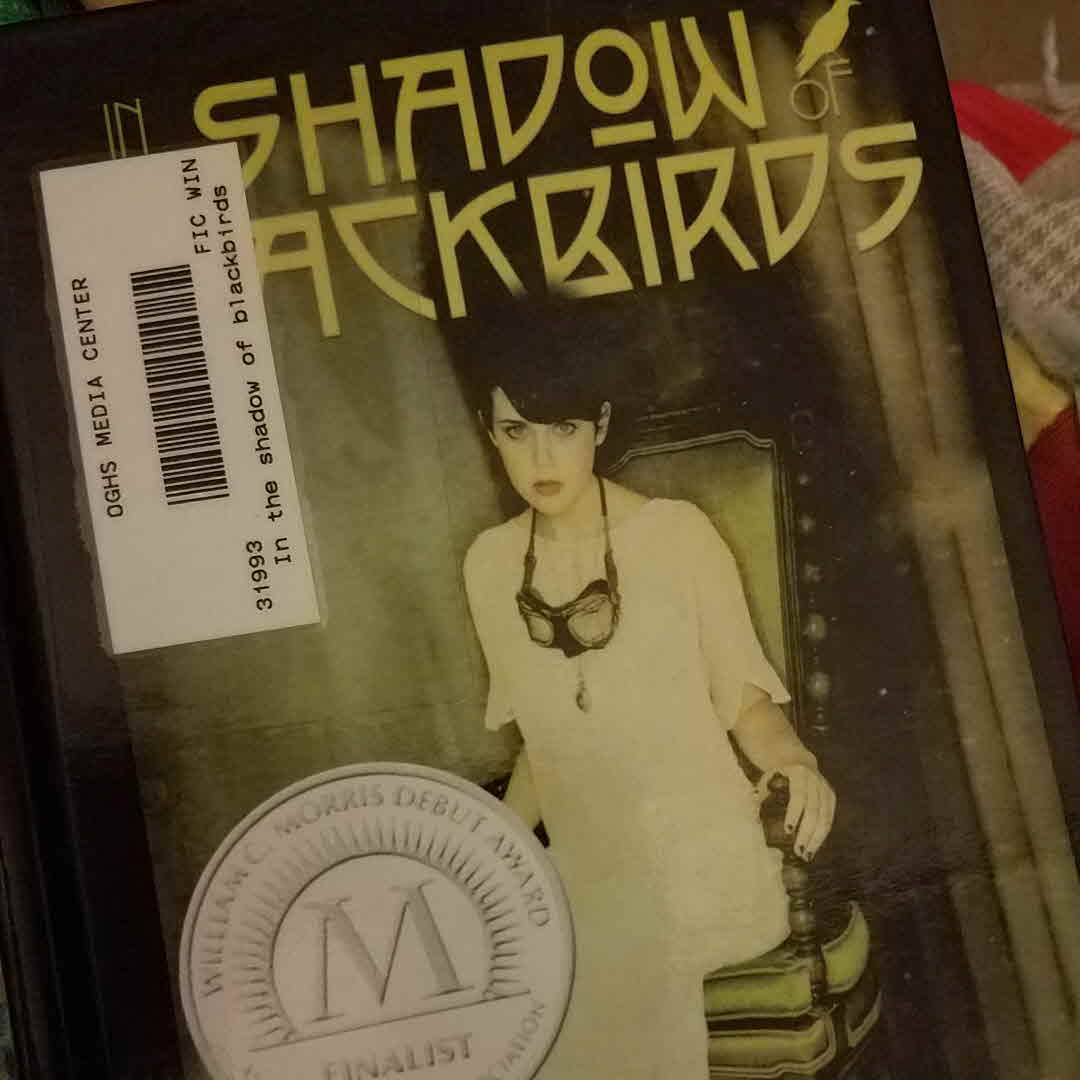 IN
SHADOW
OF
ACKBIRDS
OGHS MEDIA CENTER
FIC WIN
31993 In the shadow of blackbirds
WILLIAM C. MORRIS DEBUT AWARD
M
FINALIST